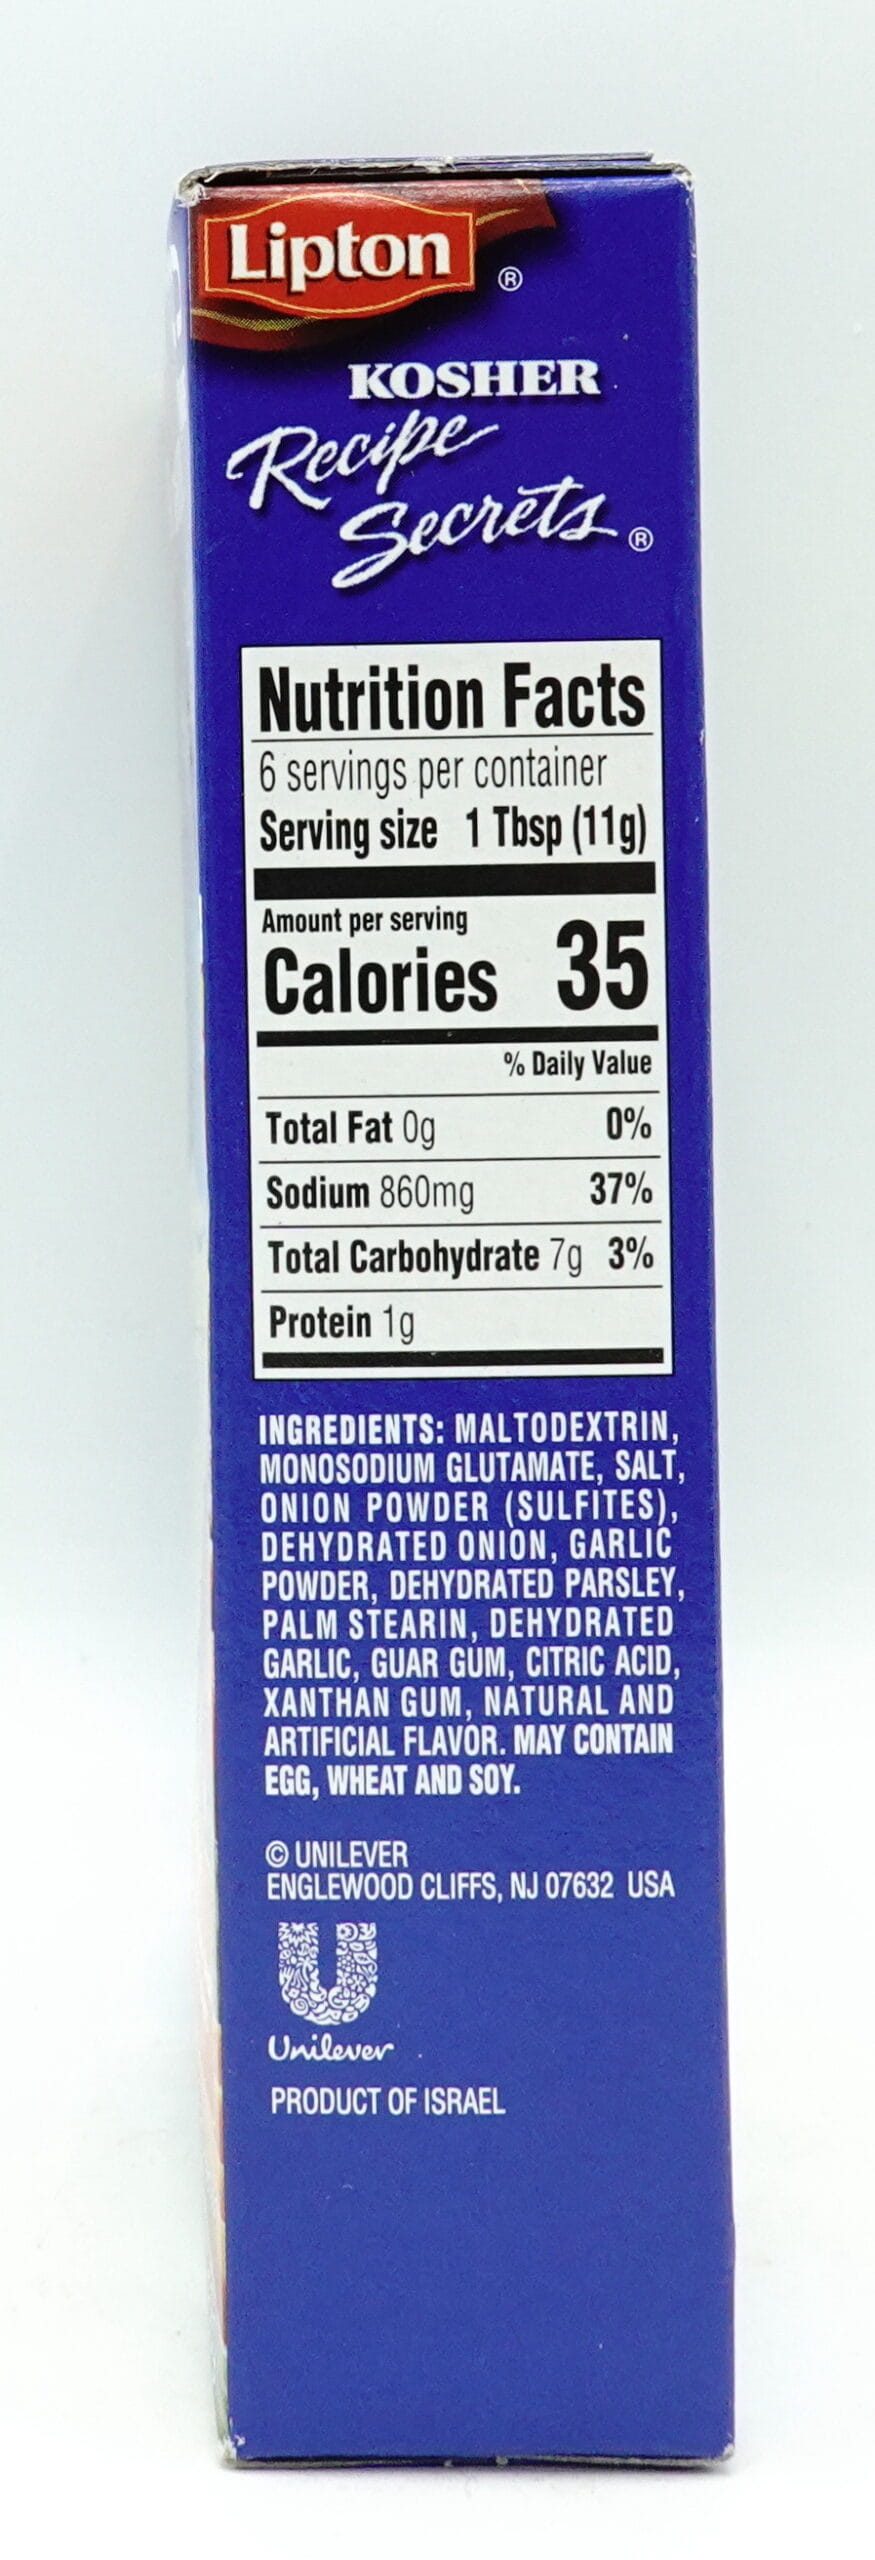 Lipton ®
KOSHER
Recipe
Secrets ®
Nutrition Facts
6 servings per container
Serving size 1 Tbsp (11g)
Amount per serving
Calories 35
% Daily Value
Total Fat 0g 0%
Sodium 860mg 37%
Total Carbohydrate 7g 3%
Protein 1g
INGREDIENTS: MALTODEXTRIN,
MONOSODIUM GLUTAMATE, SALT,
ONION POWDER (SULFITES),
DEHYDRATED ONION, GARLIC
POWDER, DEHYDRATED PARSLEY,
PALM STEARIN, DEHYDRATED
GARLIC, GUAR GUM, CITRIC ACID,
XANTHAN GUM, NATURAL AND
ARTIFICIAL FLAVOR. MAY CONTAIN
EGG, WHEAT AND SOY.
© UNILEVER
ENGLEWOOD CLIFFS, NJ 07632 USA
Unilever
PRODUCT OF ISRAEL